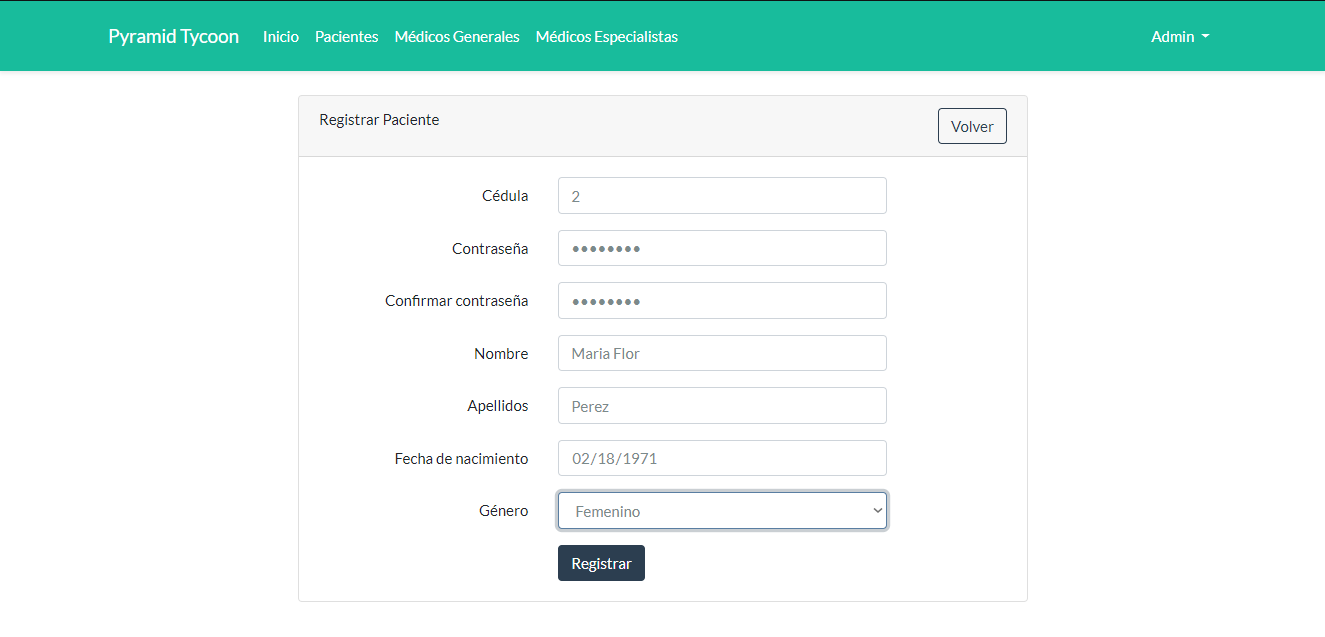 Pyramid Tycoon Inicio Pacientes Médicos Generales Médicos Especialistas Admin
Registrar Paciente Volver
Cédula 2
Contraseña ••••••••
Confirmar contraseña ••••••••
Nombre Maria Flor
Apellidos Perez
Fecha de nacimiento 02/18/1971
Género Femenino
Registrar